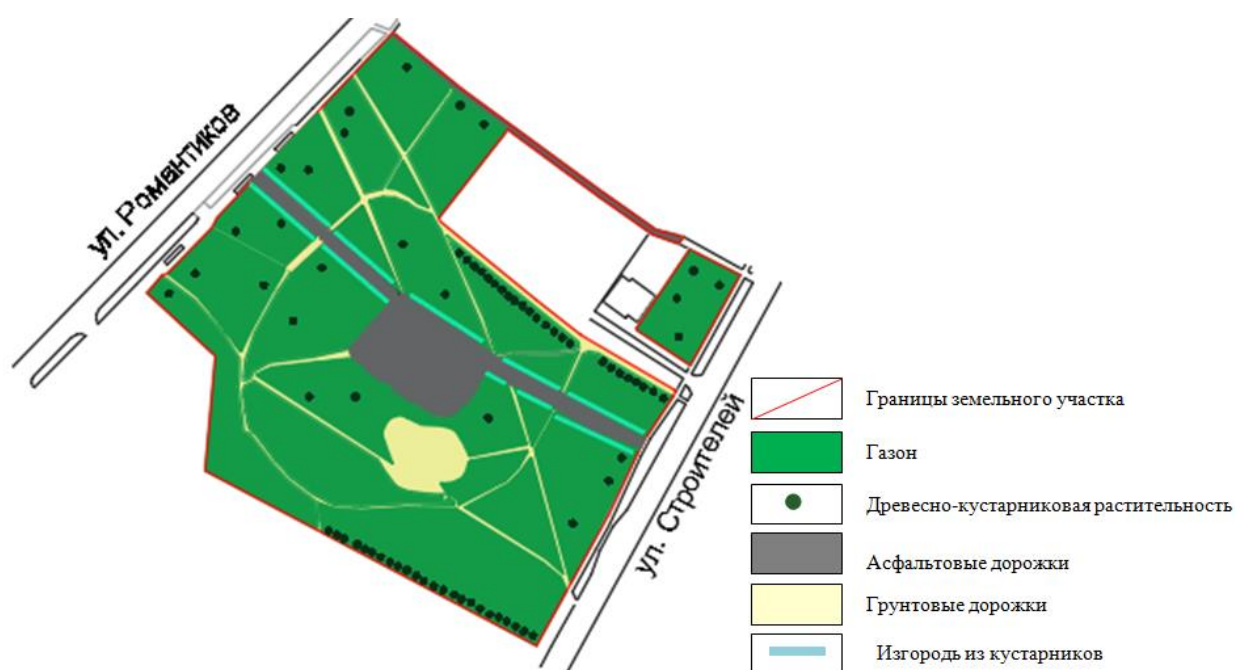 ул. Романтиков
ул. Строителей
Границы земельного участка
Газон
Древесно-кустарниковая растительность
Асфальтовые дорожки
Грунтовые дорожки
Изгородь из кустарников